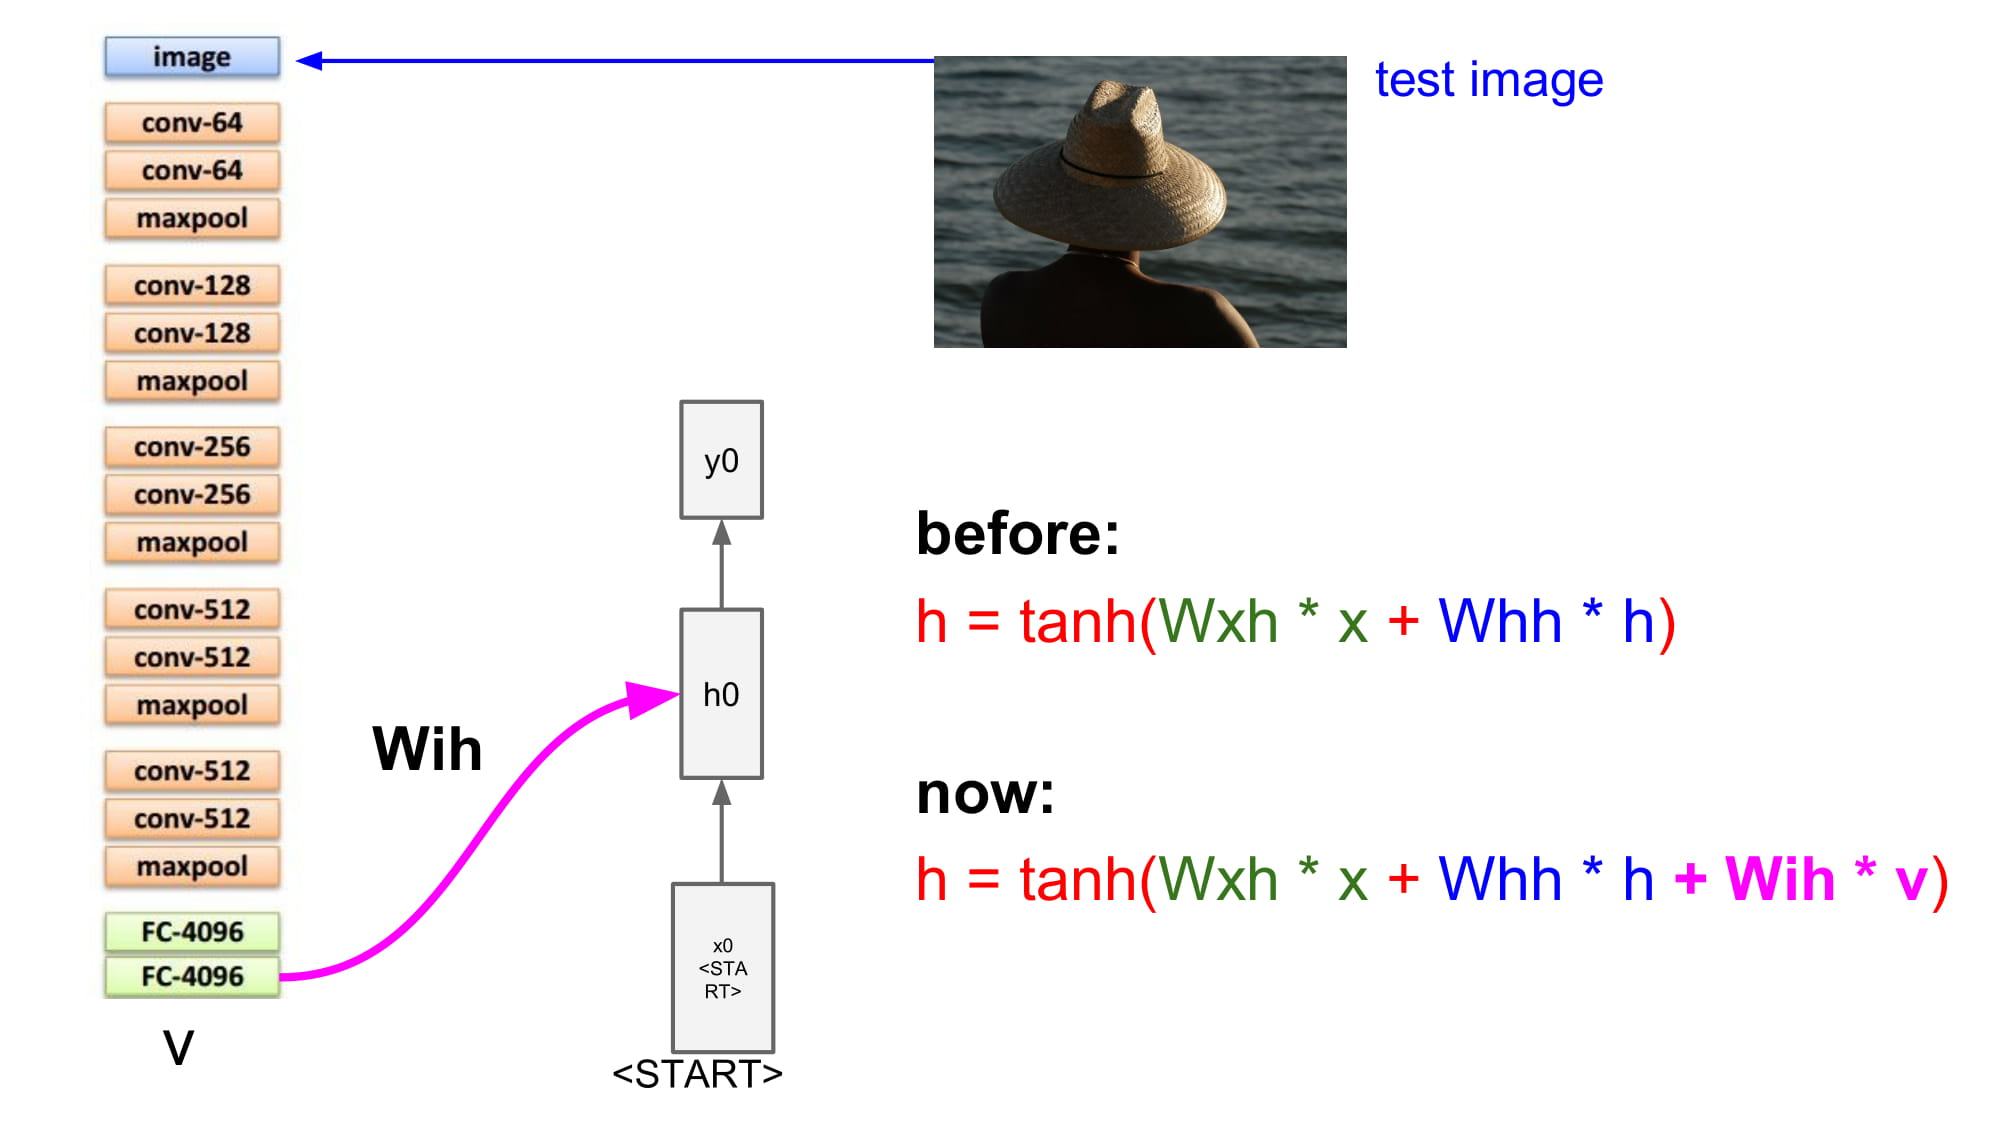 image
conv-64
conv-64
maxpool
conv-128
conv-128
maxpool
conv-256
conv-256
maxpool
conv-512
conv-512
maxpool
conv-512
conv-512
maxpool
FC-4096
FC-4096
v
Wih
y0
h0
x0
<STA
RT>
<START>
test image
before:
h = tanh(Wxh * x + Whh * h)
now:
h = tanh(Wxh * x + Whh * h + Wih * v)